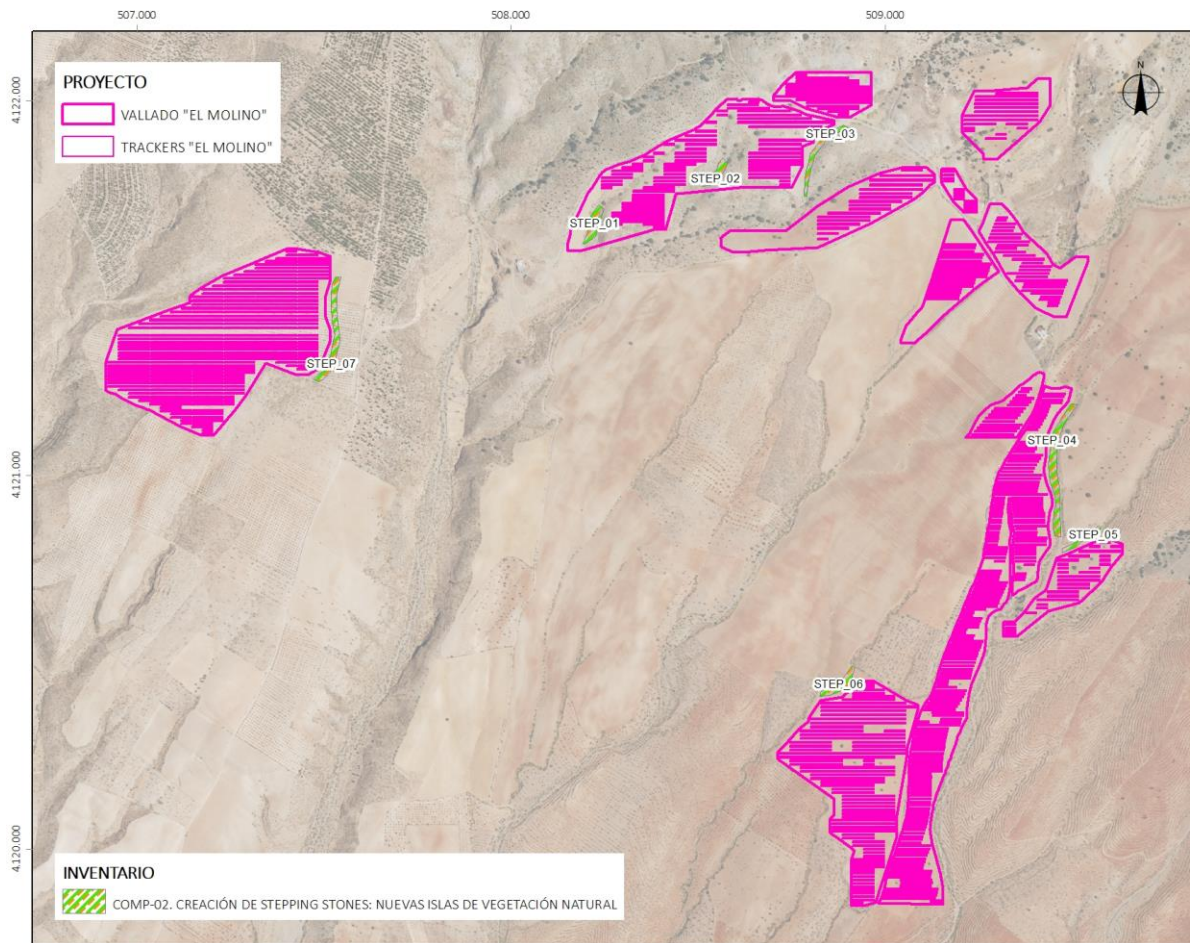 507.000
508.000
509.000
4.122.000
4.121.000
4.120.000
N
PROYECTO
VALLADO "EL MOLINO"
TRACKERS "EL MOLINO"
STEP_03
STEP_02
STEP_01
STEP_07
STEP_04
STEP_05
STEP_06
INVENTARIO
COMP-02. CREACIÓN DE STEPPING STONES: NUEVAS ISLAS DE VEGETACIÓN NATURAL